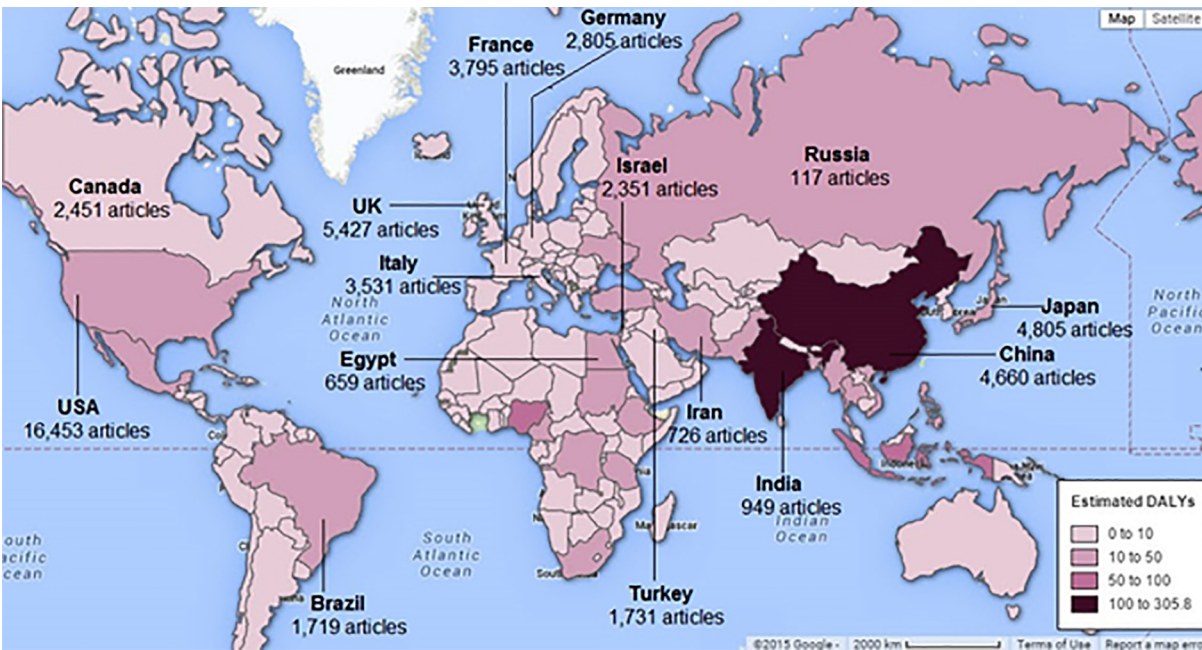 Germany
2,805 articles
France
3,795 articles
Map
Satellite
Greenland
Israel
2,351 articles
Russia
117 articles
Canada
2,451 articles
UK
5,427 articles
Italy
3,531 articles
North
Atlantic
Ocean
North
Pacific
Ocean
Japan
4,805 articles
China
4,660 articles
Egypt
659 articles
USA
16,453 articles
Iran
726 articles
India
949 articles
Indian
Ocean
South
Atlantic
Ocean
Turkey
1,731 articles
Brazil
1,719 articles
Estimated DALYs
0 to 10
10 to 50
50 to 100
100 to 305.8
©2015 Google -
2000 km
Terms of Use
Report a map erro